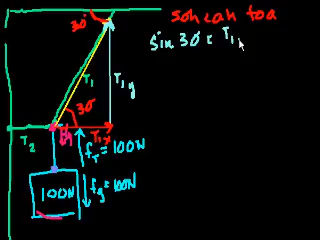 soh cah toa
30°
sin 30° = T₁
T₁
T₁y
30°
T₂
T₁x
fT = 100N
100N
fg = 100N